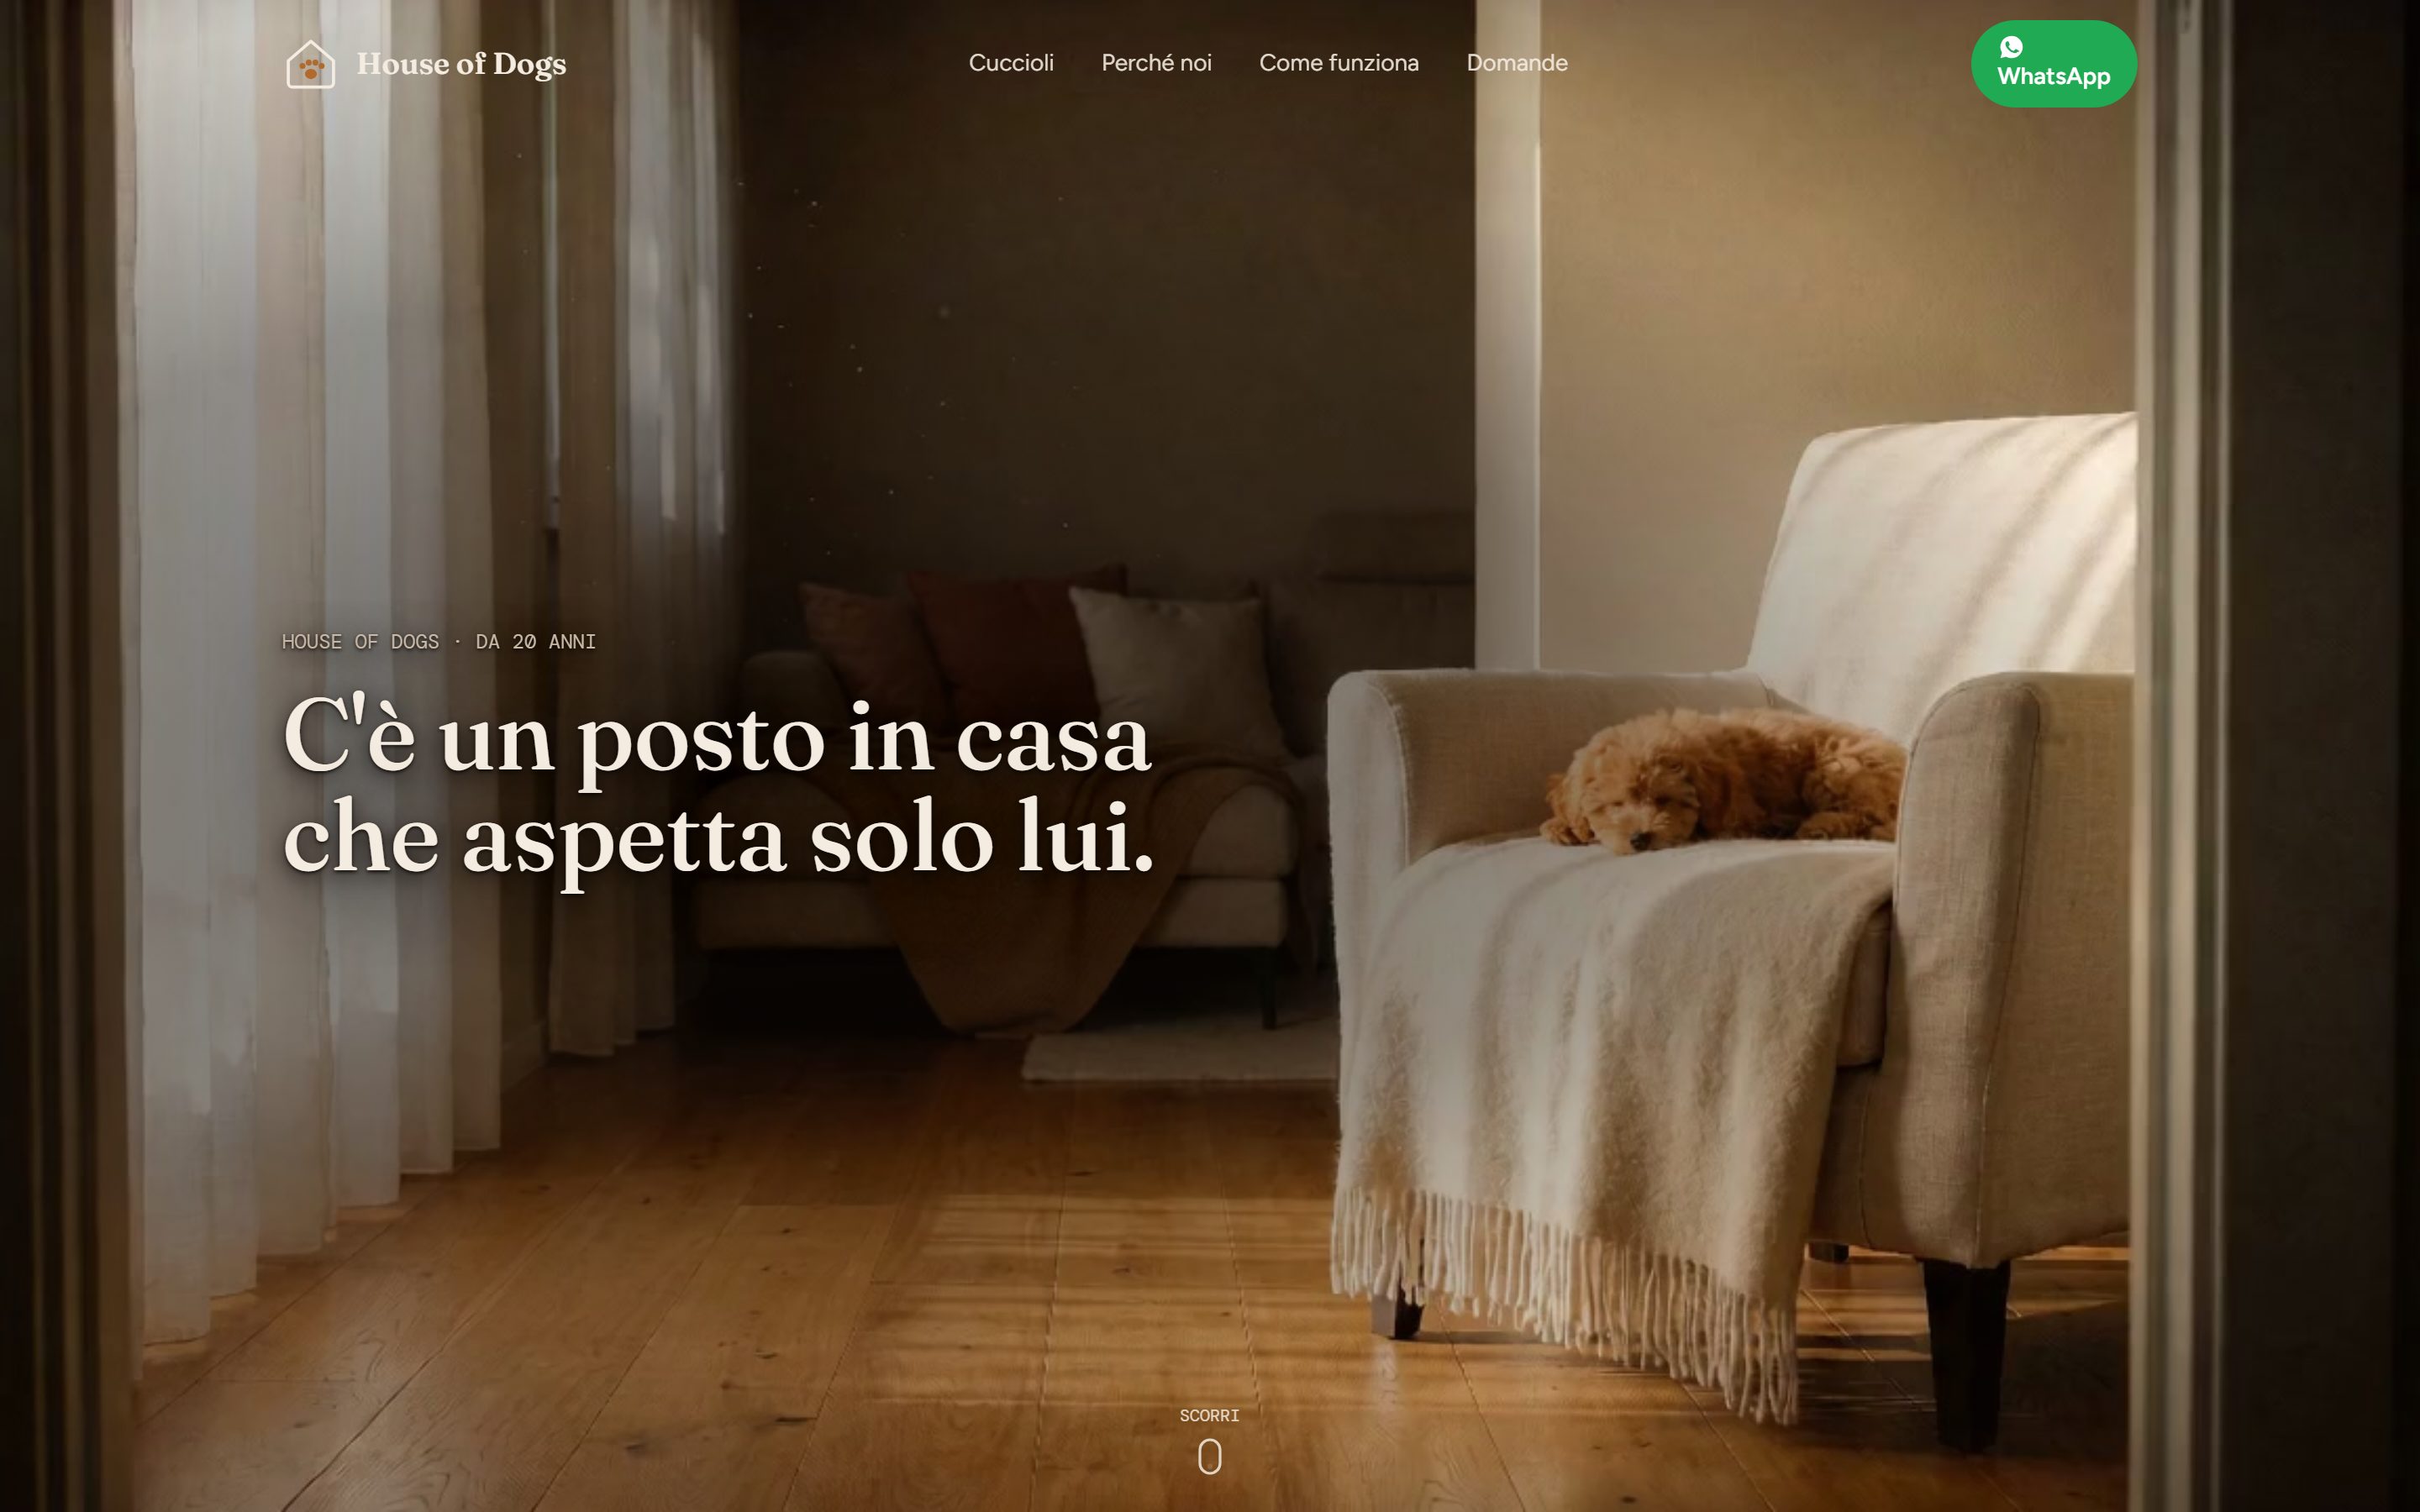 House of Dogs
Cuccioli
Perché noi
Come funziona
Domande
WhatsApp
HOUSE OF DOGS · DA 20 ANNI
C'è un posto in casa
che aspetta solo lui.
SCORRI